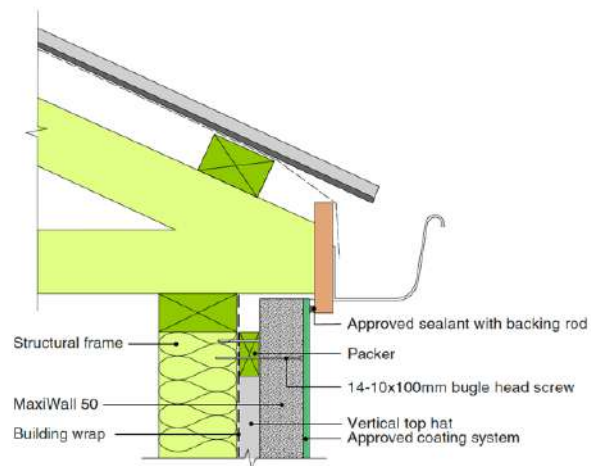 Approved sealant with backing rod
Structural frame
Packer
14-10x100mm bugle head screw
MaxiWall 50
Vertical top hat
Building wrap
Approved coating system